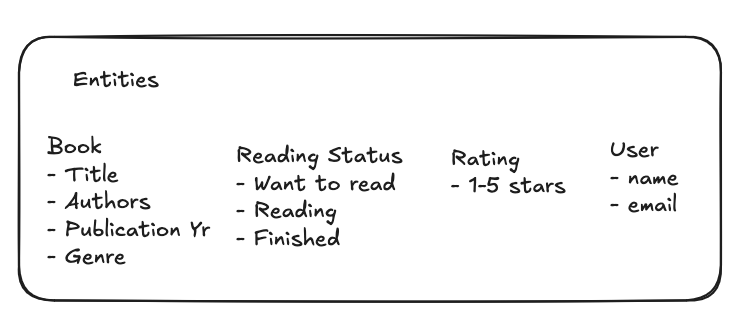 Entities
Book
- Title
- Authors
- Publication Yr
- Genre
Reading Status
- Want to read
- Reading
- Finished
Rating
- 1-5 stars
User
- name
- email